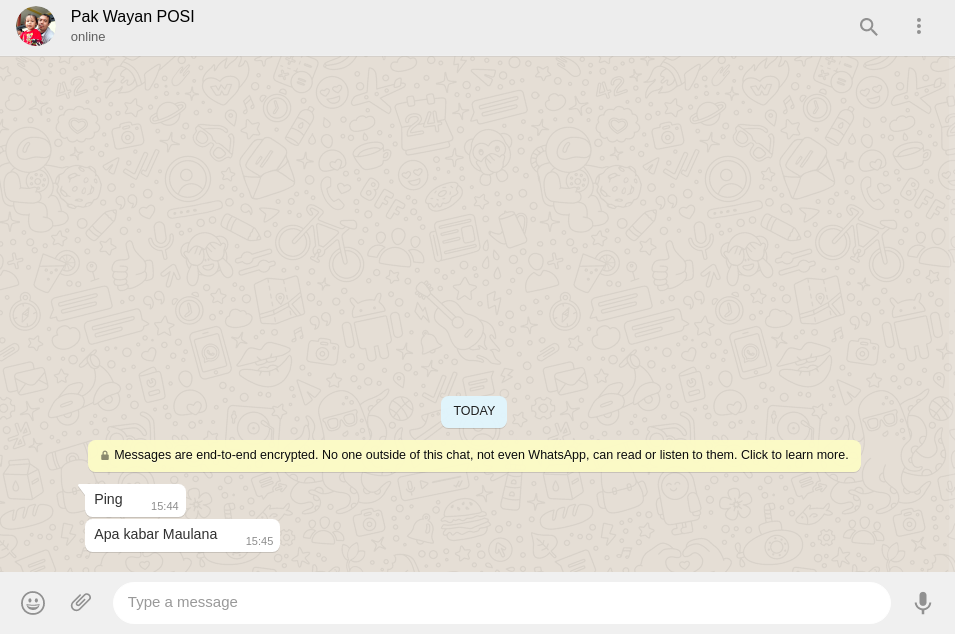 Pak Wayan POSI
online
TODAY
Messages are end-to-end encrypted. No one outside of this chat, not even WhatsApp, can read or listen to them. Click to learn more.
Ping
15:44
Apa kabar Maulana
15:45
Type a message